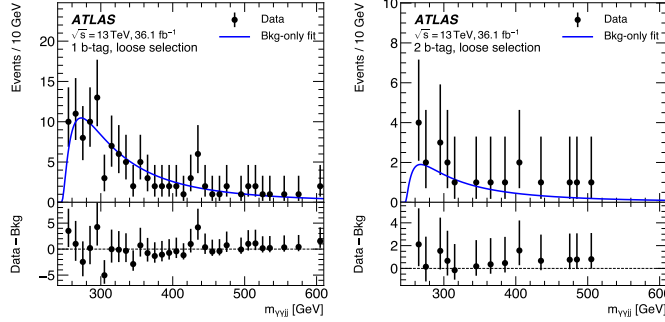 ATLAS
√s = 13 TeV, 36.1 fb⁻¹
1 b-tag, loose selection
Data
Bkg-only fit
Events / 10 GeV
20
15
10
5
0
Data−Bkg
5
0
−5
300
400
500
600
mγγjj [GeV]
ATLAS
√s = 13 TeV, 36.1 fb⁻¹
2 b-tag, loose selection
Data
Bkg-only fit
Events / 10 GeV
10
8
6
4
2
0
Data−Bkg
4
2
0
300
400
500
600
mγγjj [GeV]